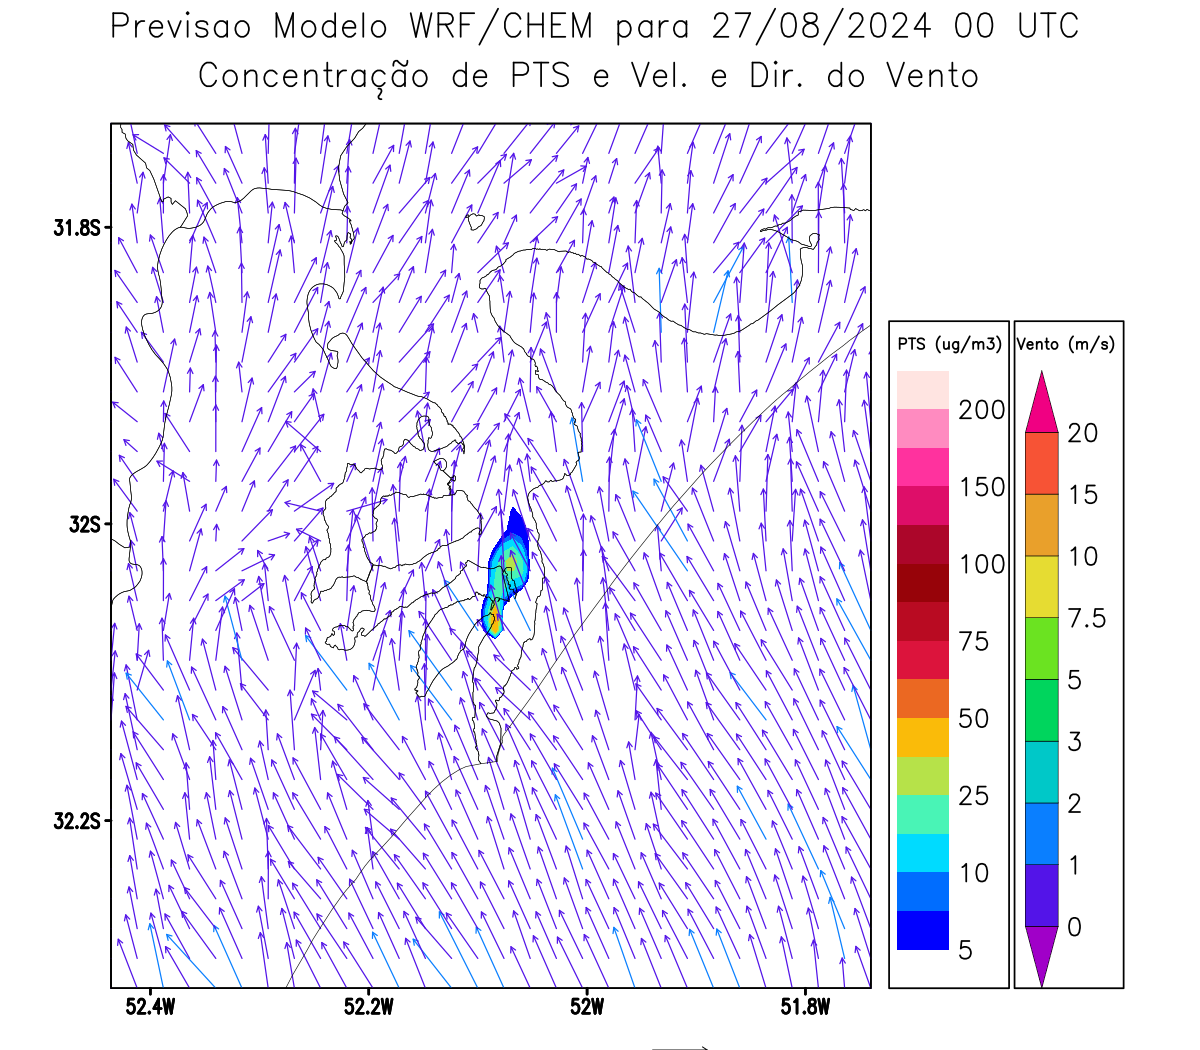 Previsao Modelo WRF/CHEM para 27/08/2024 00 UTC
Concentração de PTS e Vel. e Dir. do Vento
31.8S
32S
32.2S
52.4W
52.2W
52W
51.8W
PTS (ug/m3)
200
150
100
75
50
25
10
5
Vento (m/s)
20
15
10
7.5
5
3
2
1
0